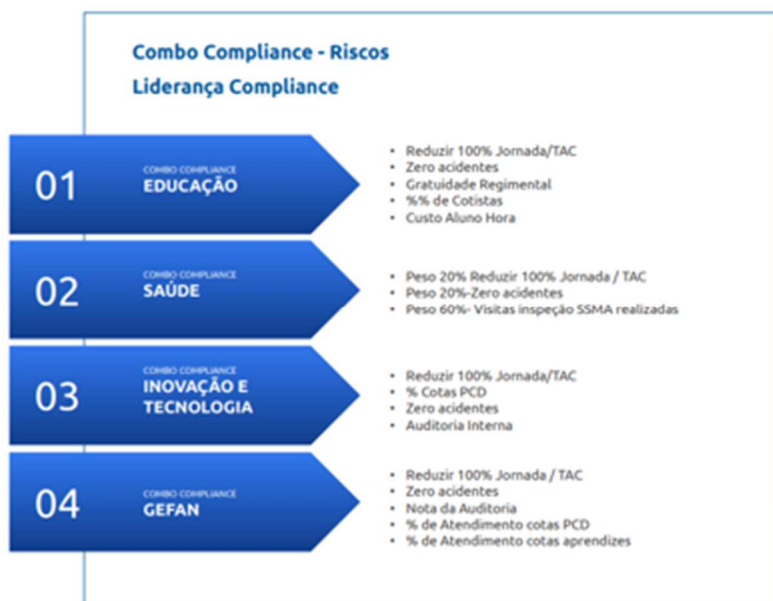 Combo Compliance - Riscos
Liderança Compliance
01
COMBO COMPLIANCE
EDUCAÇÃO
• Reduzir 100% Jornada/TAC
• Zero acidentes
• Gratuidade Regimental
• %% de Cotistas
• Custo Aluno Hora
02
COMBO COMPLIANCE
SAÚDE
• Peso 20% Reduzir 100% Jornada / TAC
• Peso 20%-Zero acidentes
• Peso 60%- Visitas inspeção SSMA realizadas
03
COMBO COMPLIANCE
INOVAÇÃO E
TECNOLOGIA
• Reduzir 100% Jornada/TAC
• % Cotas PCD
• Zero acidentes
• Auditoria Interna
04
COMBO COMPLIANCE
GEFAN
• Reduzir 100% Jornada / TAC
• Zero acidentes
• Nota da Auditoria
• % de Atendimento cotas PCD
• % de Atendimento cotas aprendizes